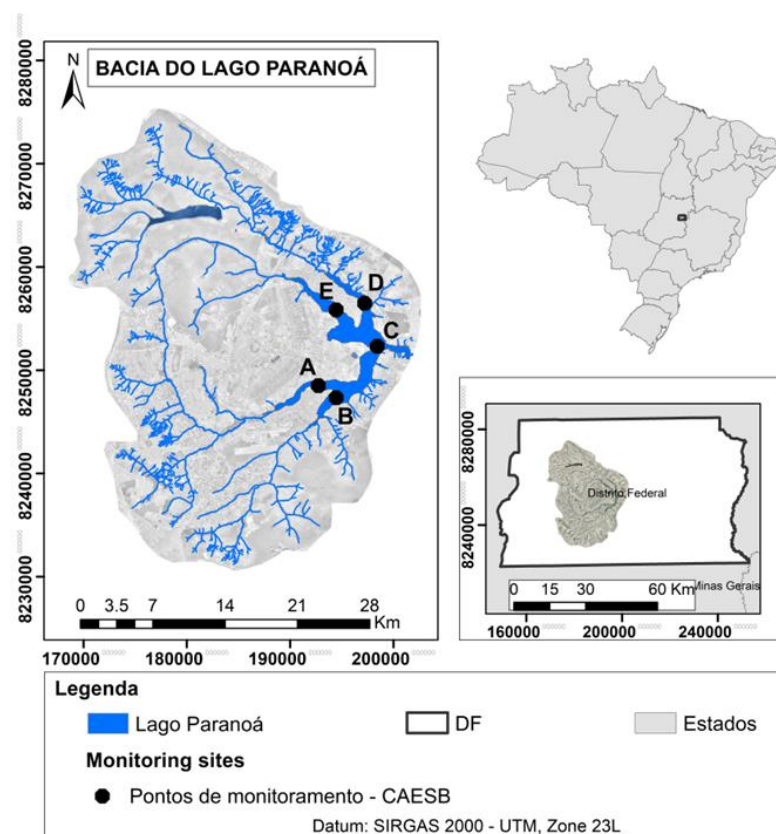 BACIA DO LAGO PARANOÁ
N
8280000
8270000
8260000
8250000
8240000
8230000
E
D
C
A
B
0 3.5 7 14 21 28
Km
170000 180000 190000 200000
8280000
8240000
Distrito Federal
Minas Gerais
0 15 30 60 Km
160000 200000 240000
Legenda
Lago Paranoá
DF
Estados
Monitoring sites
Pontos de monitoramento - CAESB
Datum: SIRGAS 2000 - UTM, Zone 23L